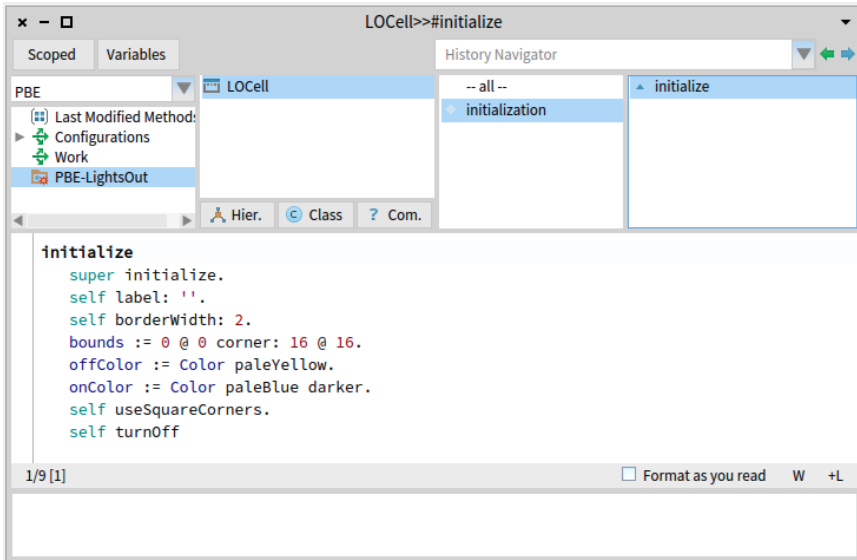 LOCell>>#initialize
Scoped Variables History Navigator
PBE
Last Modified Methods
Configurations
Work
PBE-LightsOut
LOCell
Hier. Class ? Com.
-- all --
initialization
initialize
initialize
super initialize.
self label: ''.
self borderWidth: 2.
bounds := 0 @ 0 corner: 16 @ 16.
offColor := Color paleYellow.
onColor := Color paleBlue darker.
self useSquareCorners.
self turnOff
1/9 [1] Format as you read W +L